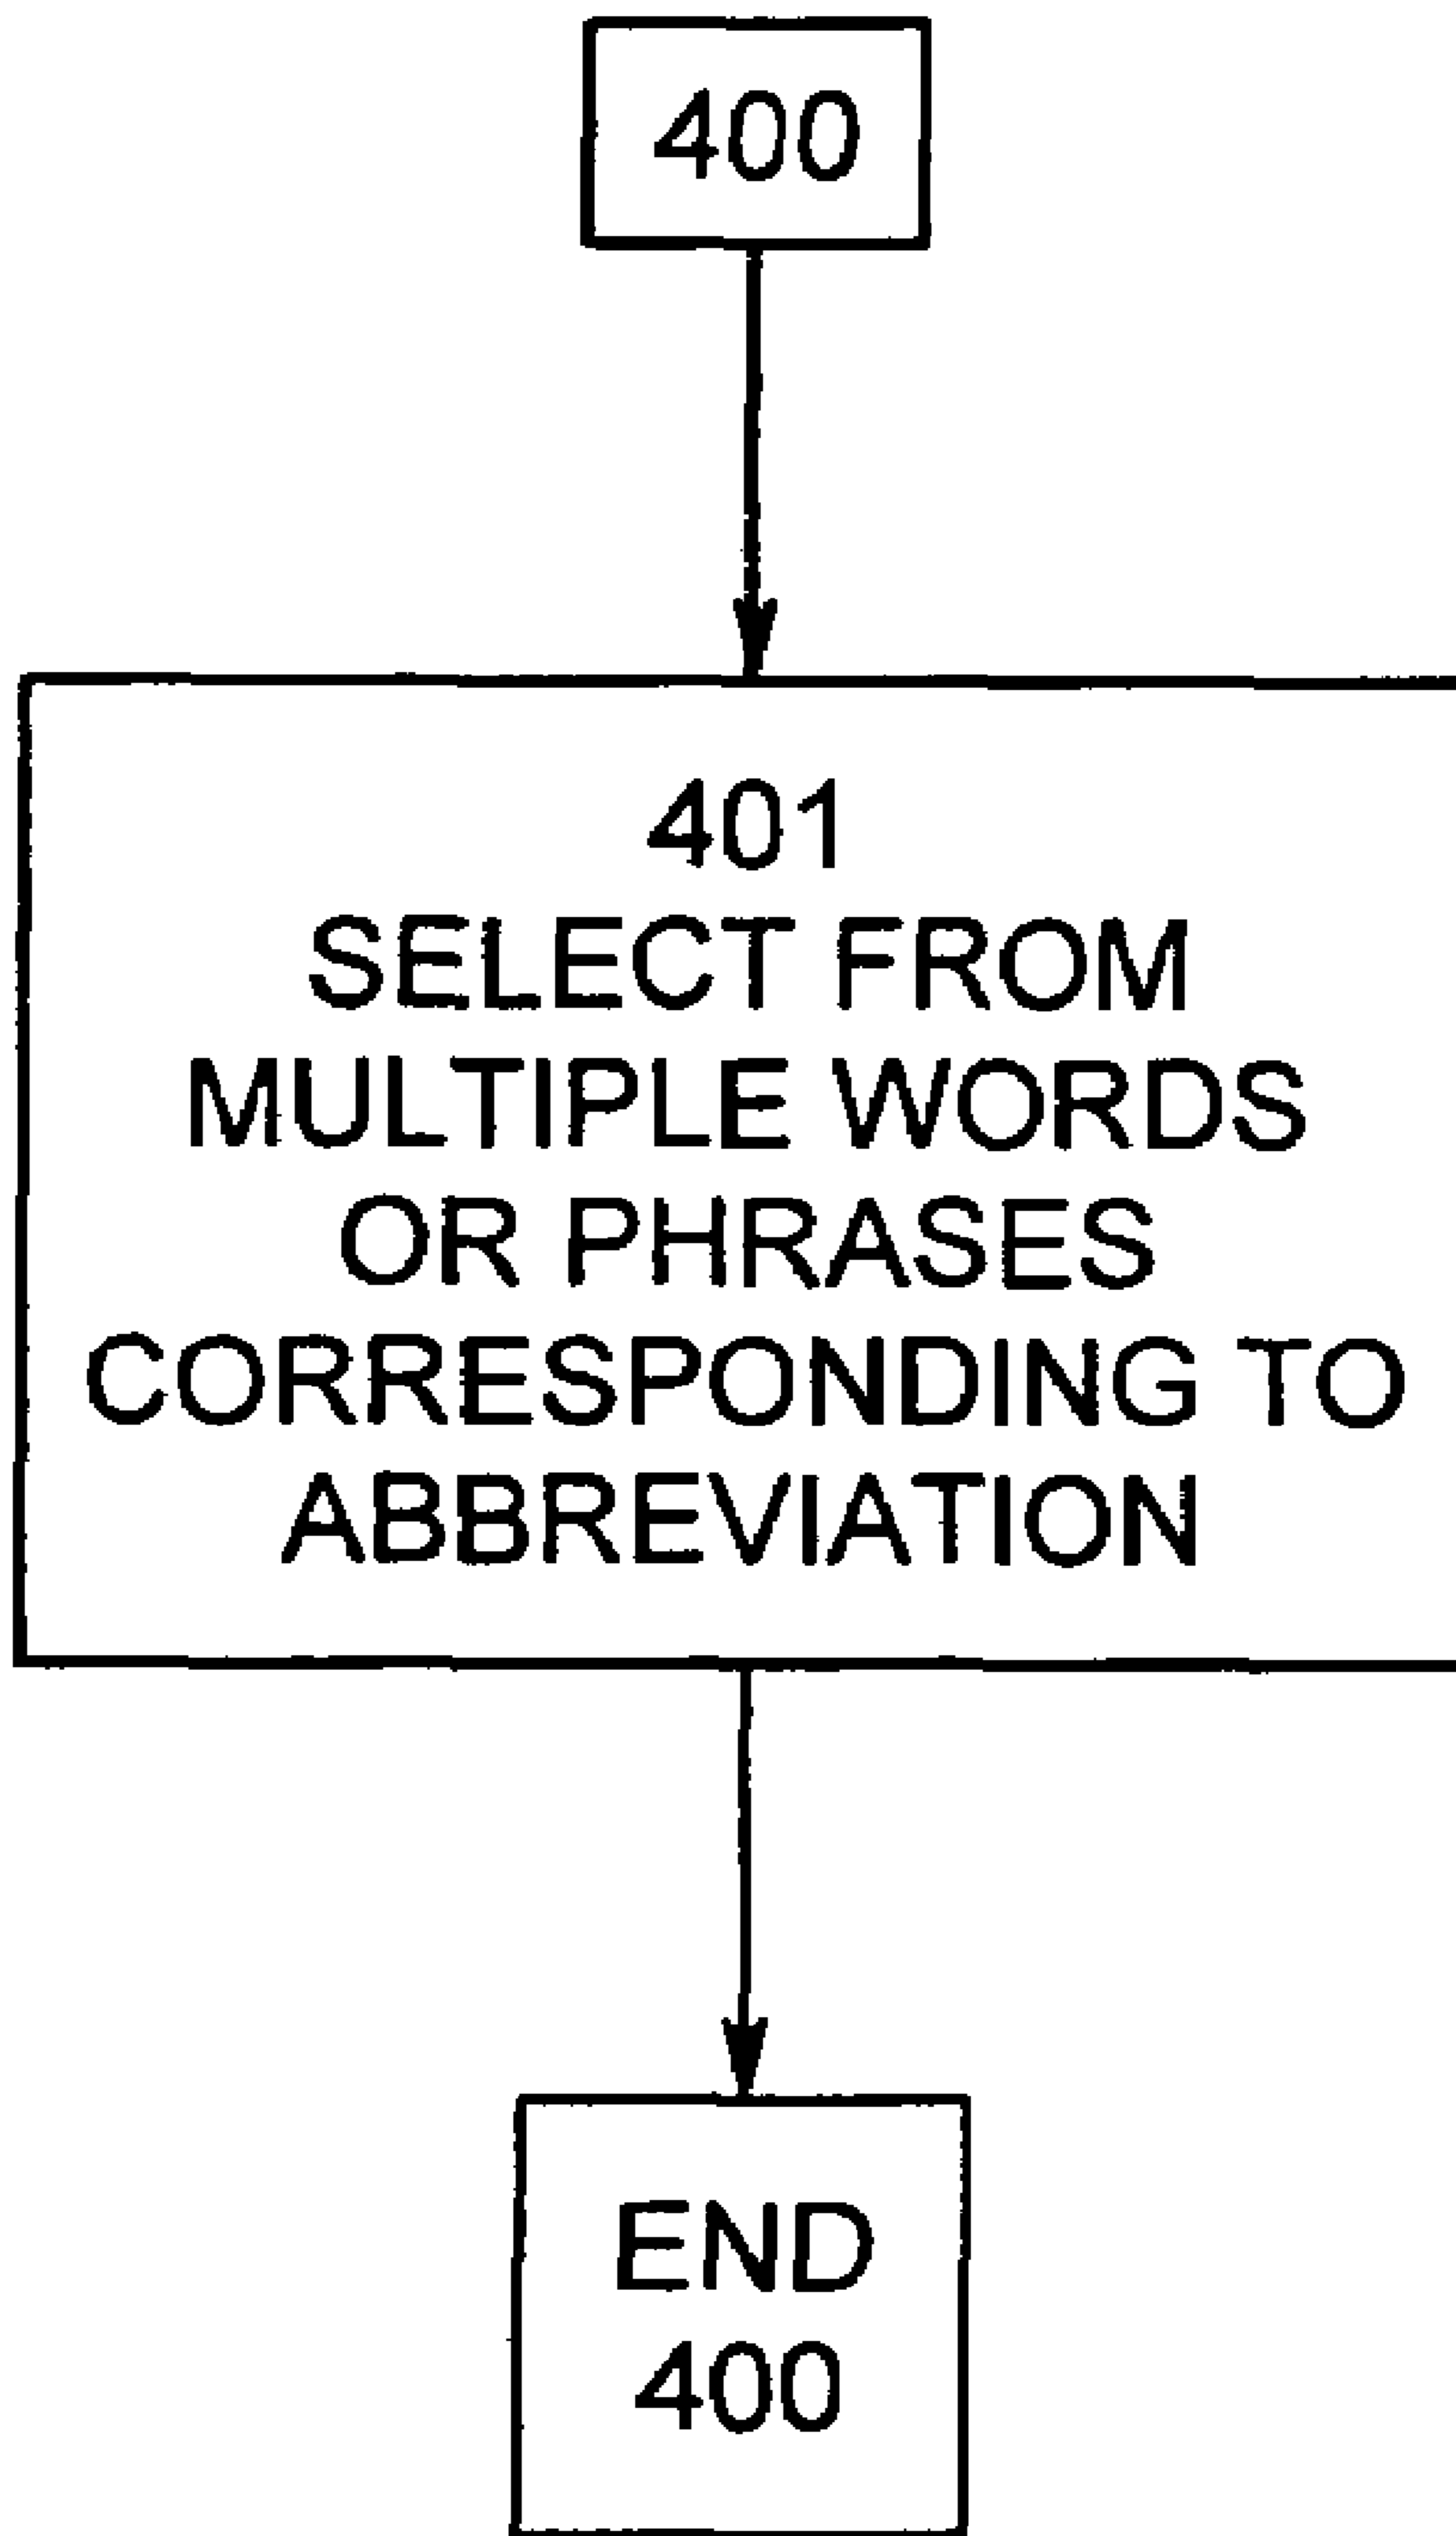 400
401
SELECT FROM
MULTIPLE WORDS
OR PHRASES
CORRESPONDING TO
ABBREVIATION
END
400